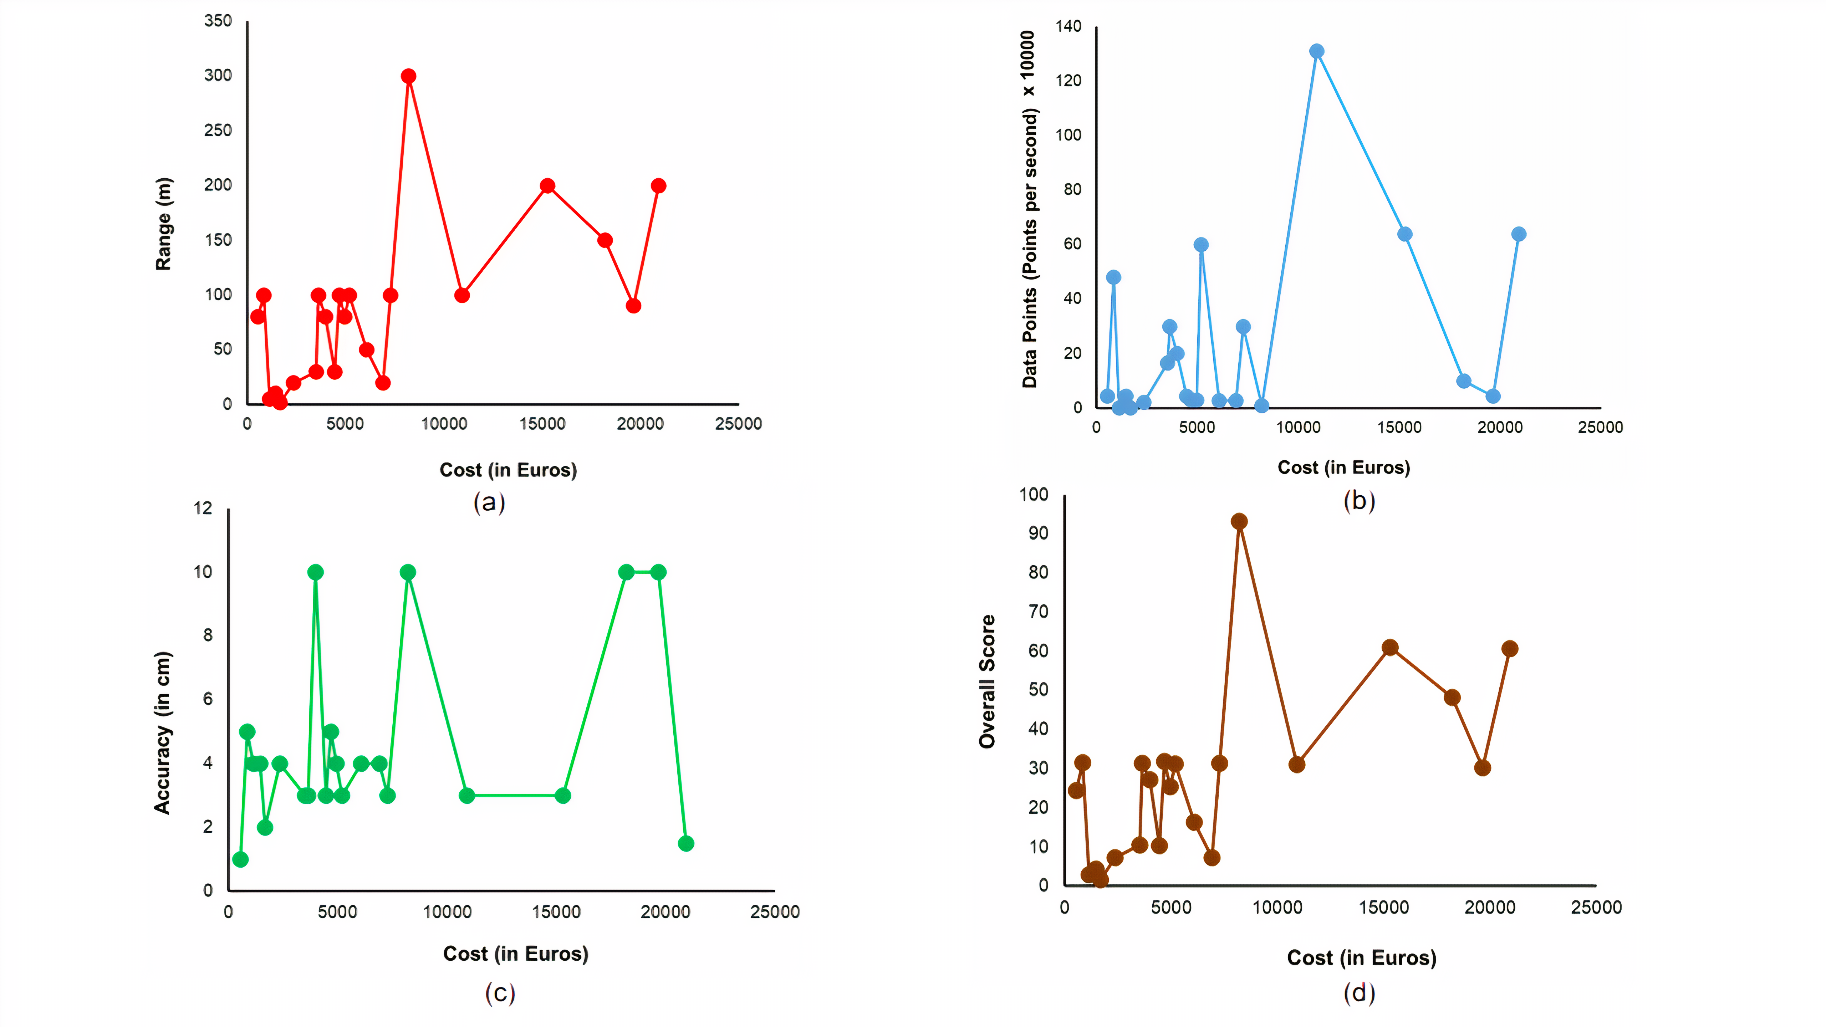 350
300
250
200
150
100
50
0
Range (m)
0 5000 10000 15000 20000 25000
Cost (in Euros)
(a)
140
120
100
80
60
40
20
0
Data Points (Points per second) x 10000
0 5000 10000 15000 20000 25000
Cost (in Euros)
(b)
12
10
8
6
4
2
0
Accuracy (in cm)
0 5000 10000 15000 20000 25000
Cost (in Euros)
(c)
100
90
80
70
60
50
40
30
20
10
0
Overall Score
0 5000 10000 15000 20000 25000
Cost (in Euros)
(d)